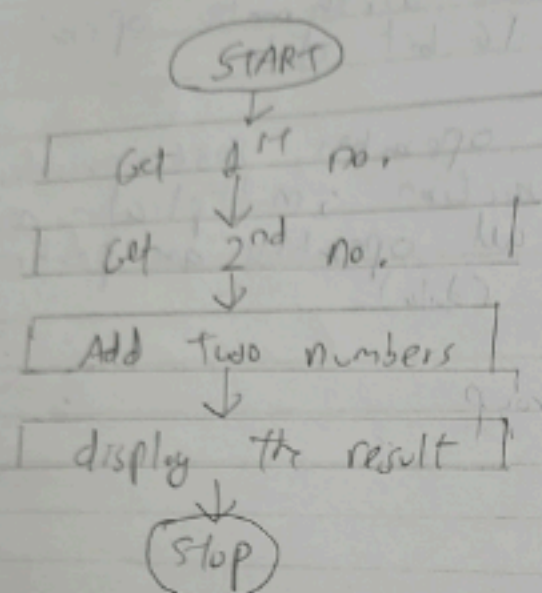 START
Get 1st no.
Get 2nd no.
Add two numbers
display the result
Stop